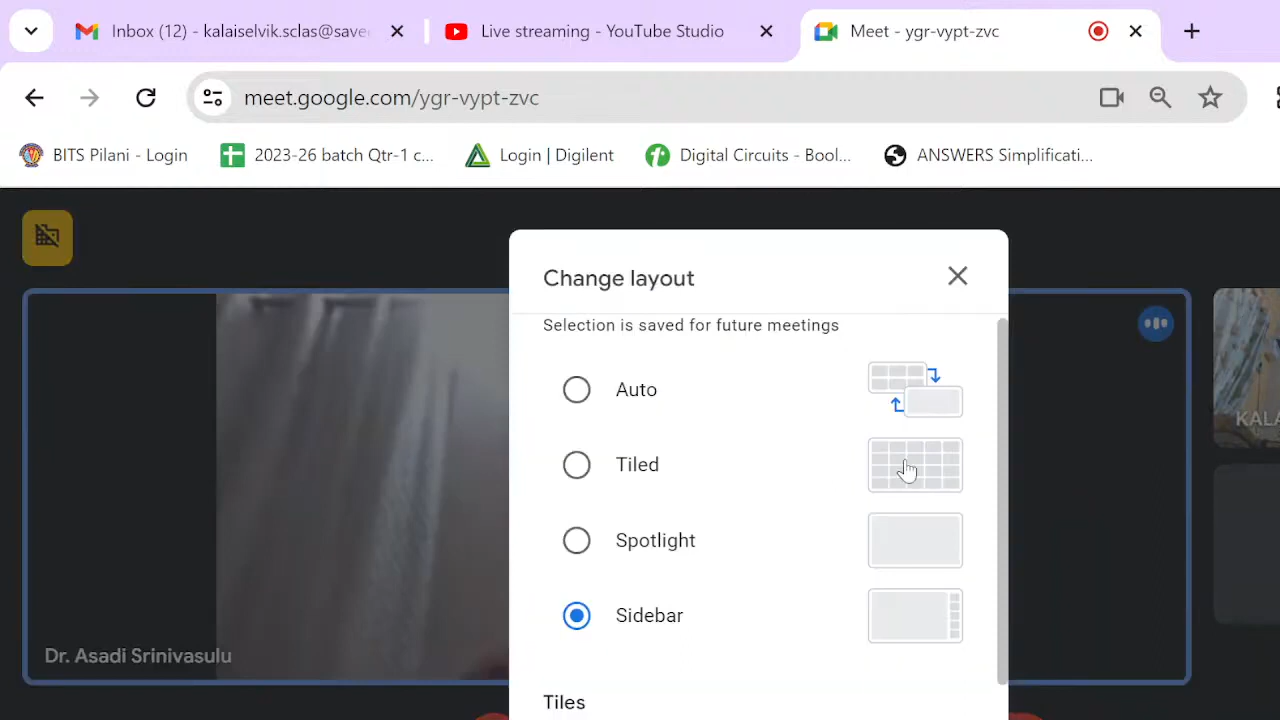 Inbox (12) - kalaiselvik.sclas@save
Live streaming - YouTube Studio
Meet - ygr-vypt-zvc
meet.google.com/ygr-vypt-zvc
BITS Pilani - Login
2023-26 batch Qtr-1 c...
Login | Digilent
Digital Circuits - Bool...
ANSWERS Simplificati...
Change layout
Selection is saved for future meetings
Auto
Tiled
Spotlight
Sidebar
Tiles
Dr. Asadi Srinivasulu
KALA